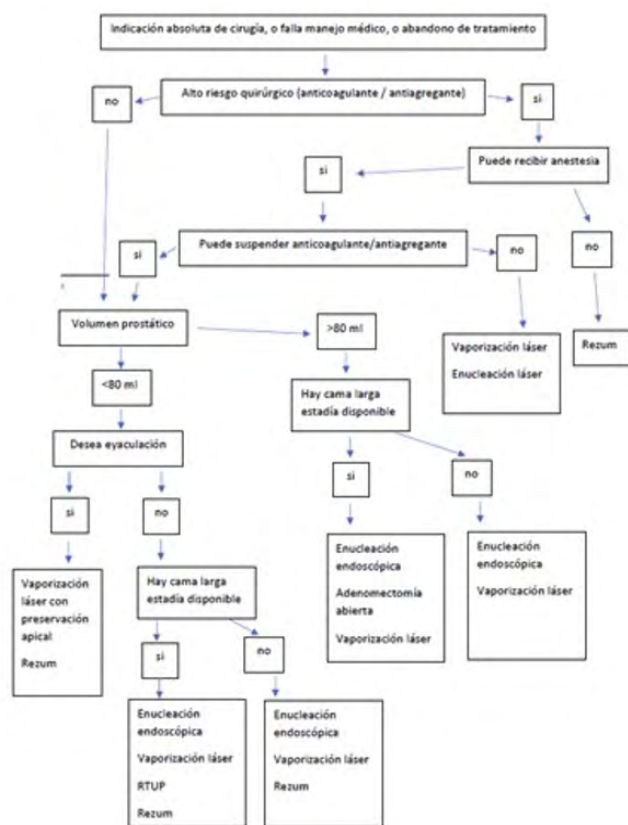 Indicación absoluta de cirugía, o falla manejo médico, o abandono de tratamiento
Alto riesgo quirúrgico (anticoagulante / antiagregante)
no
si
Puede recibir anestesia
si
Puede suspender anticoagulante/antiagregante
si
no
no
Volumen prostático
>80 ml
Vaporización láser
Enucleación láser
Rezum
<80 ml
Hay cama larga
estadía disponible
Desea eyaculación
si
no
si
no
Vaporización
láser con
preservación
apical
Rezum
Hay cama larga
estadía disponible
Enucleación
endoscópica
Adenomectomía
abierta
Vaporización láser
Enucleación
endoscópica
Vaporización láser
si
no
Enucleación
endoscópica
Vaporización láser
RTUP
Rezum
Enucleación
endoscópica
Vaporización láser
Rezum